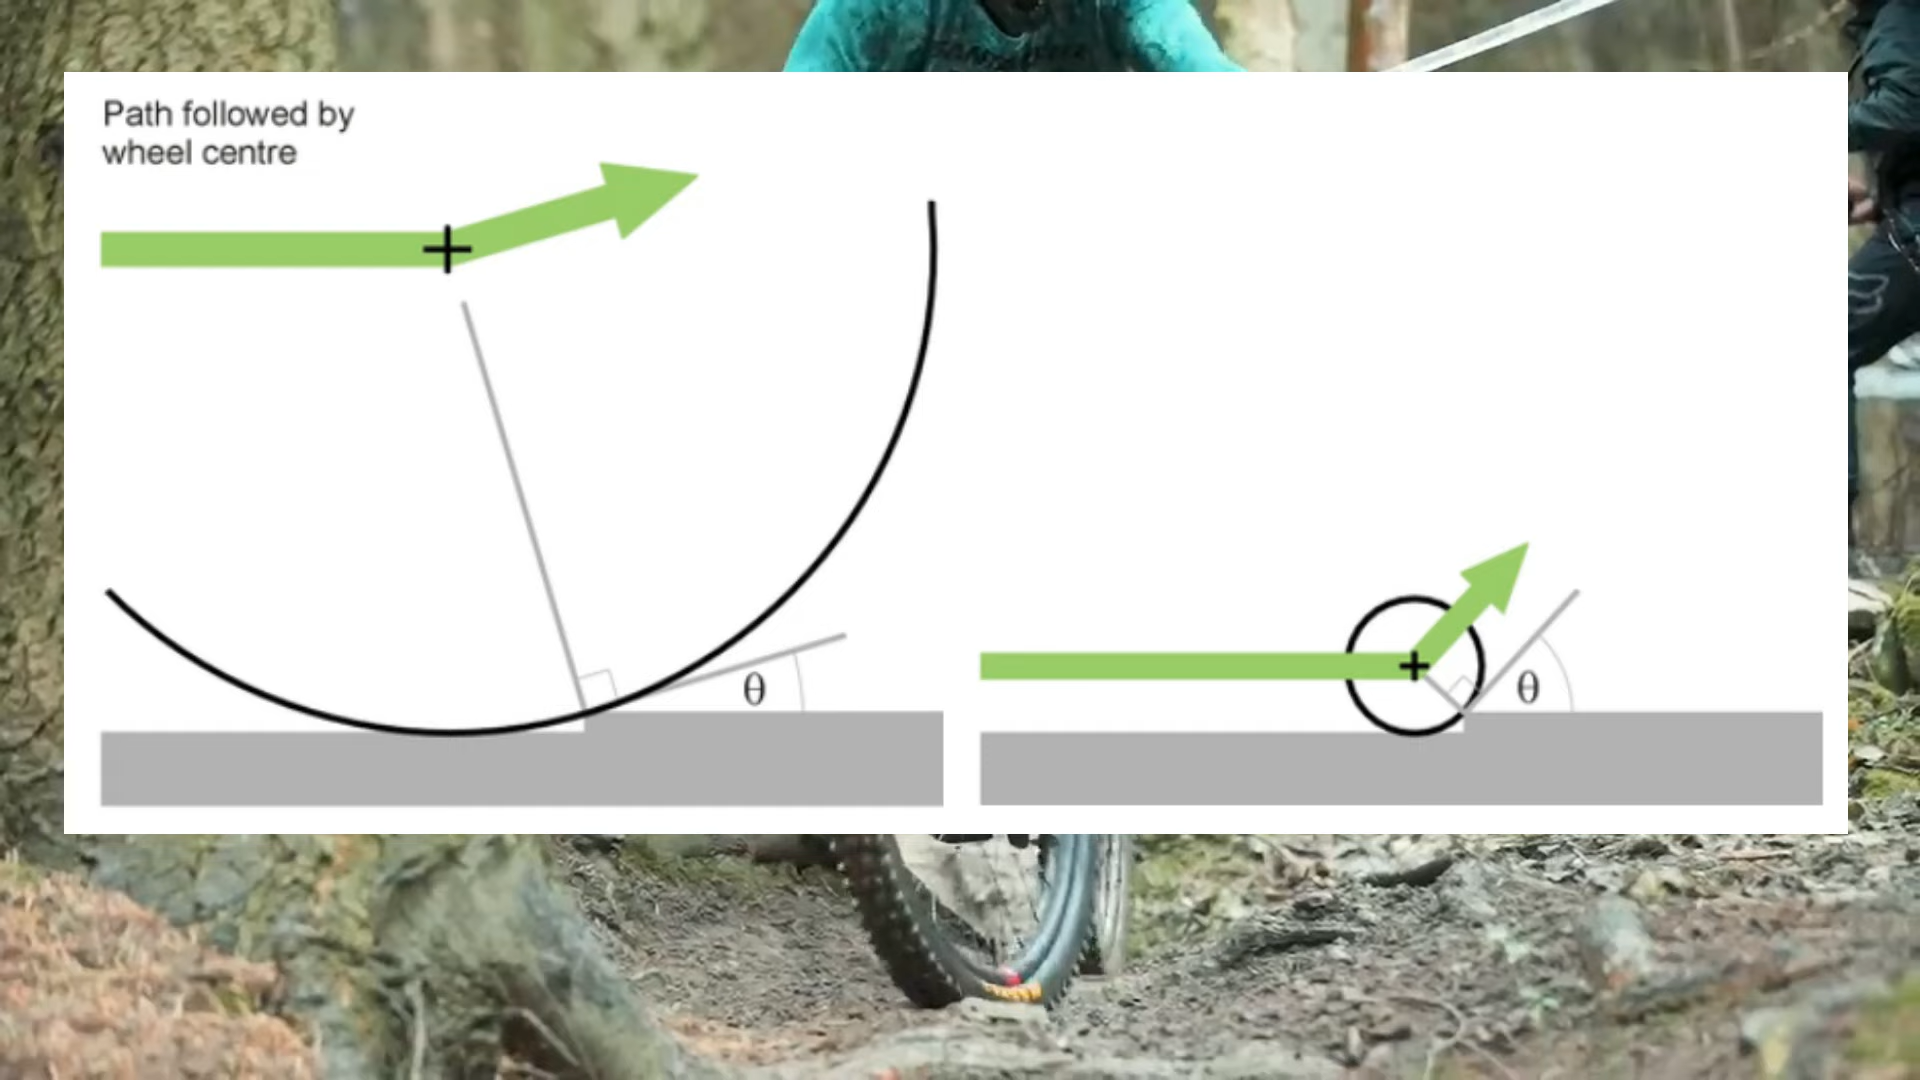 Path followed by
wheel centre
θ
θ